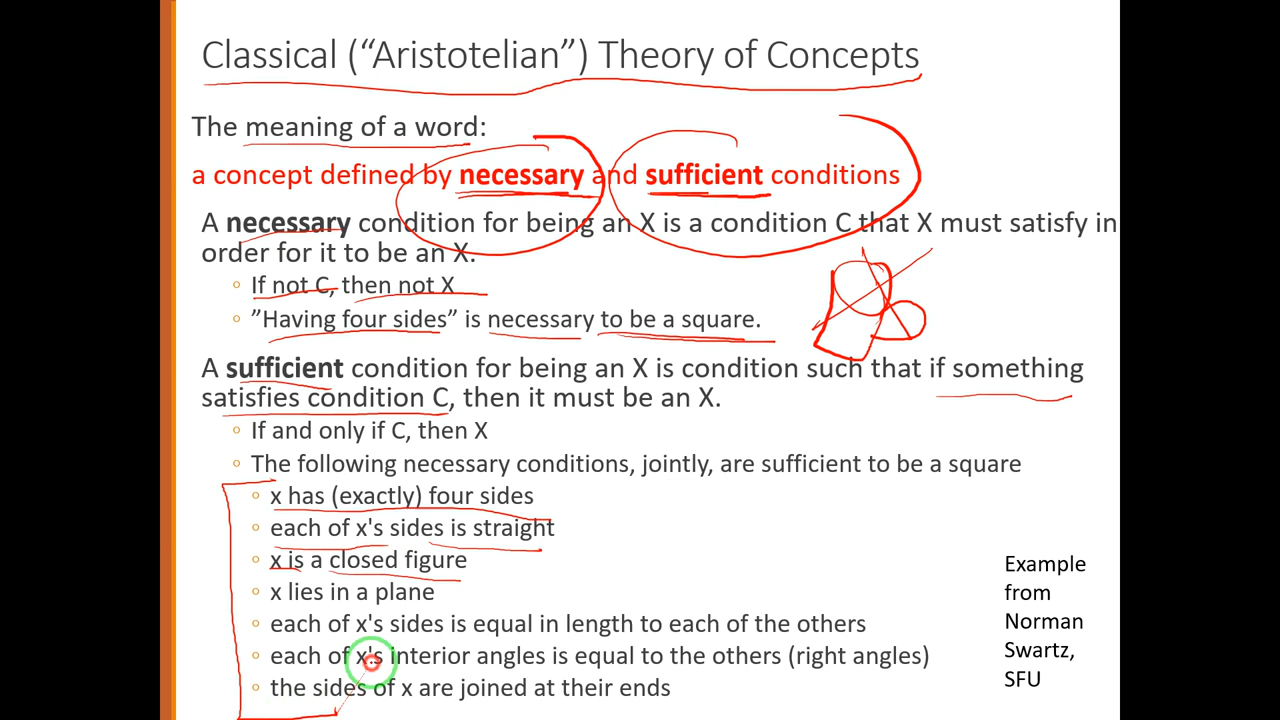 Classical (“Aristotelian”) Theory of Concepts
The meaning of a word:
a concept defined by necessary and sufficient conditions
A necessary condition for being an X is a condition C that X must satisfy in
order for it to be an X.
◦ If not C, then not X
◦ ”Having four sides” is necessary to be a square.
A sufficient condition for being an X is condition such that if something
satisfies condition C, then it must be an X.
◦ If and only if C, then X
◦ The following necessary conditions, jointly, are sufficient to be a square
◦ x has (exactly) four sides
◦ each of x's sides is straight
◦ x is a closed figure
◦ x lies in a plane
◦ each of x's sides is equal in length to each of the others
◦ each of x's interior angles is equal to the others (right angles)
◦ the sides of x are joined at their ends
Example
from
Norman
Swartz,
SFU